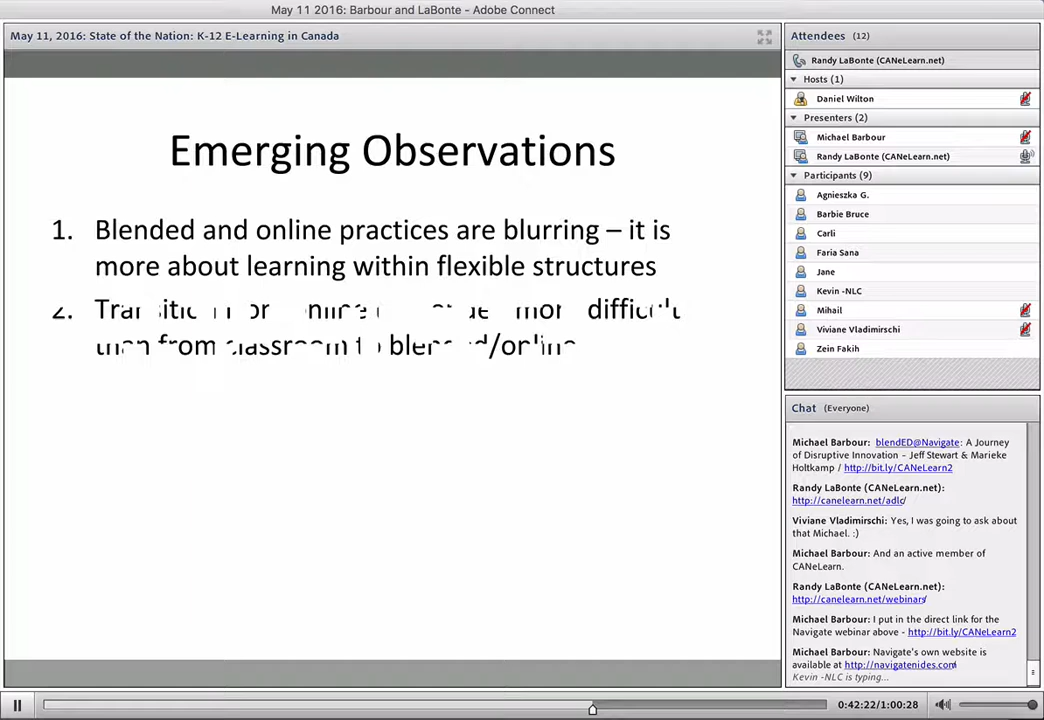 May 11 2016: Barbour and LaBonte - Adobe Connect
May 11, 2016: State of the Nation: K-12 E-Learning in Canada
Emerging Observations
1. Blended and online practices are blurring – it is
more about learning within flexible structures
2. difficult
than from classroom to blended/online
Attendees (12)
Randy LaBonte (CANeLearn.net)
Hosts (1)
Daniel Wilton
Presenters (2)
Michael Barbour
Randy LaBonte (CANeLearn.net)
Participants (9)
Agnieszka G.
Barbie Bruce
Carli
Faria Sana
Jane
Kevin -NLC
Mihail
Viviane Vladimirschi
Zein Fakih
Chat (Everyone)
Michael Barbour: blendED@Navigate: A Journey
of Disruptive Innovation - Jeff Stewart & Marieke
Holtkamp / http://bit.ly/CANeLearn2
Randy LaBonte (CANeLearn.net):
http://canelearn.net/adlc/
Viviane Vladimirschi: Yes, I was going to ask about
that Michael. :)
Michael Barbour: And an active member of
CANeLearn.
Randy LaBonte (CANeLearn.net):
http://canelearn.net/webinars/
Michael Barbour: I put in the direct link for the
Navigate webinar above - http://bit.ly/CANeLearn2
Michael Barbour: Navigate's own website is
available at http://navigatenides.com/
Kevin -NLC is typing...
0:42:22/1:00:28